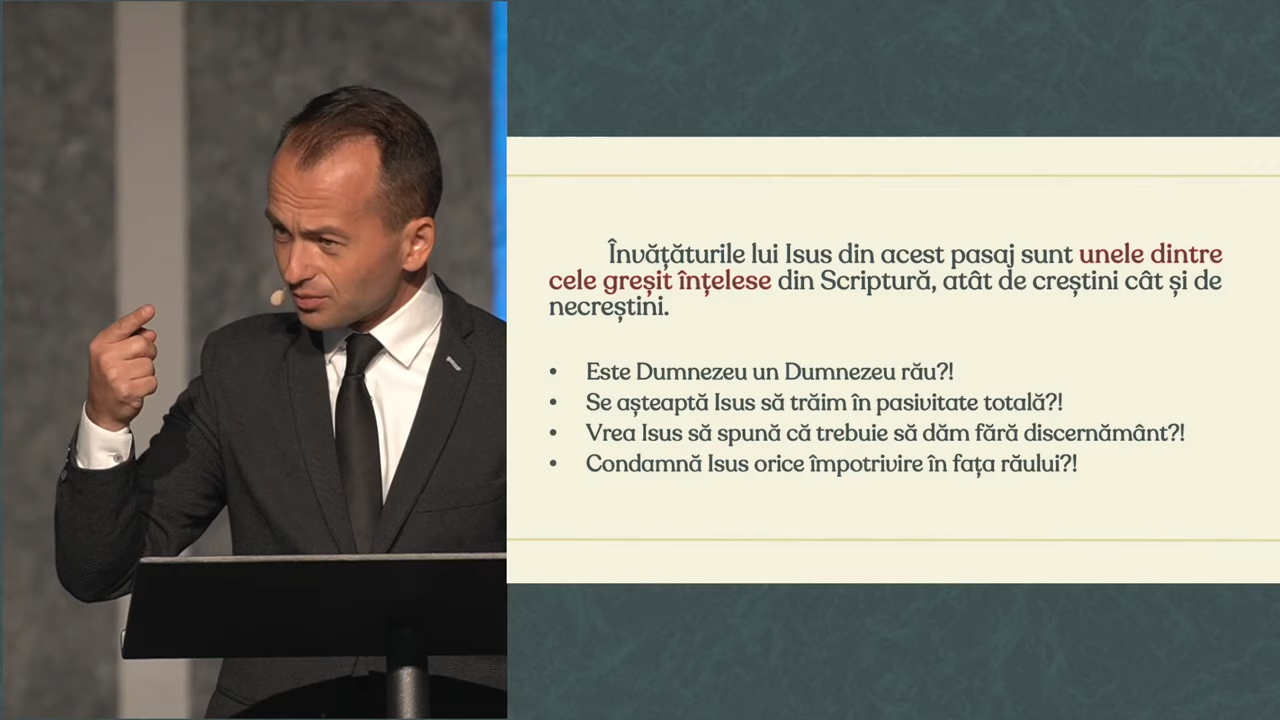 Învățăturile lui Isus din acest pasaj sunt unele dintre
cele greșit înțelese din Scriptură, atât de creștini cât și de
necreștini.
• Este Dumnezeu un Dumnezeu rău?!
• Se așteaptă Isus să trăim în pasivitate totală?!
• Vrea Isus să spună că trebuie să dăm fără discernământ?!
• Condamnă Isus orice împotrivire în fața răului?!